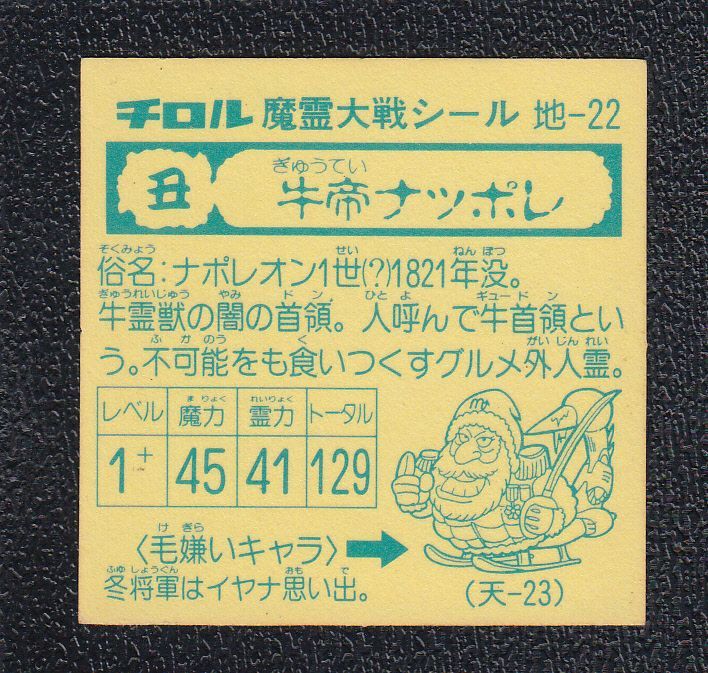 チロル 魔霊大戦シール 地-22
丑
ぎゅうてい
牛帝ナツポレ
ぞくみょう せい ねん ぼつ
俗名:ナポレオン1世(?)1821年没。
ぎゅうれいじゅう やみ ドン ひと よ ギュードン
牛霊獣の闇の首領。人呼んで牛首領とい
ふ か のう く がい じん れい
う。不可能をも食いつくすグルメ外人霊。
レベル 魔力 霊力 トータル
ま りょく れいりょく
1+ 45 41 129
け ぎら
〈毛嫌いキャラ〉
ふゆ しょうぐん おも で
冬将軍はイヤナ思い出。
(天-23)